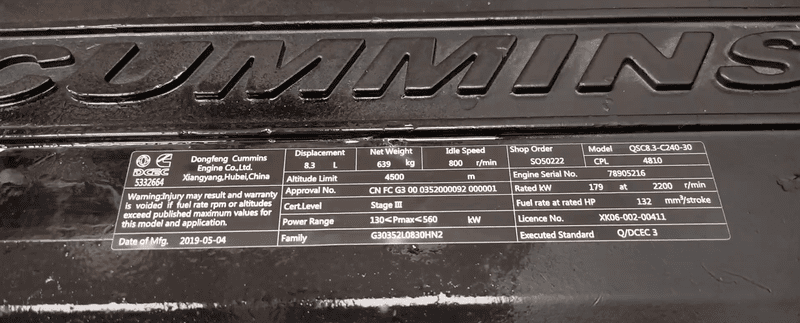 CUMMINS
DCEC
5332664
Dongfeng Cummins
Engine Co.,Ltd.
Xiangyang,Hubei,China
Warning:Injury may result and warranty
is voided if fuel rate rpm or altitudes
exceed published maximum values for
this model and application.
Date of Mfg. 2019-05-04
Displacement 8.3 L
Net Weight 639 kg
Idle Speed 800 r/min
Altitude Limit 4500 m
Approval No. CN FC G3 00 0352000092 000001
Cert.Level Stage III
Power Range 130≤Pmax≤560 kW
Family G30352L0830HN2
Shop Order SO50222
Model QSC8.3-C240-30
CPL 4810
Engine Serial No. 78905216
Rated kW 179 at 2200 r/min
Fuel rate at rated HP 132 mm³/stroke
Licence No. XK06-002-00411
Executed Standard Q/DCEC 3